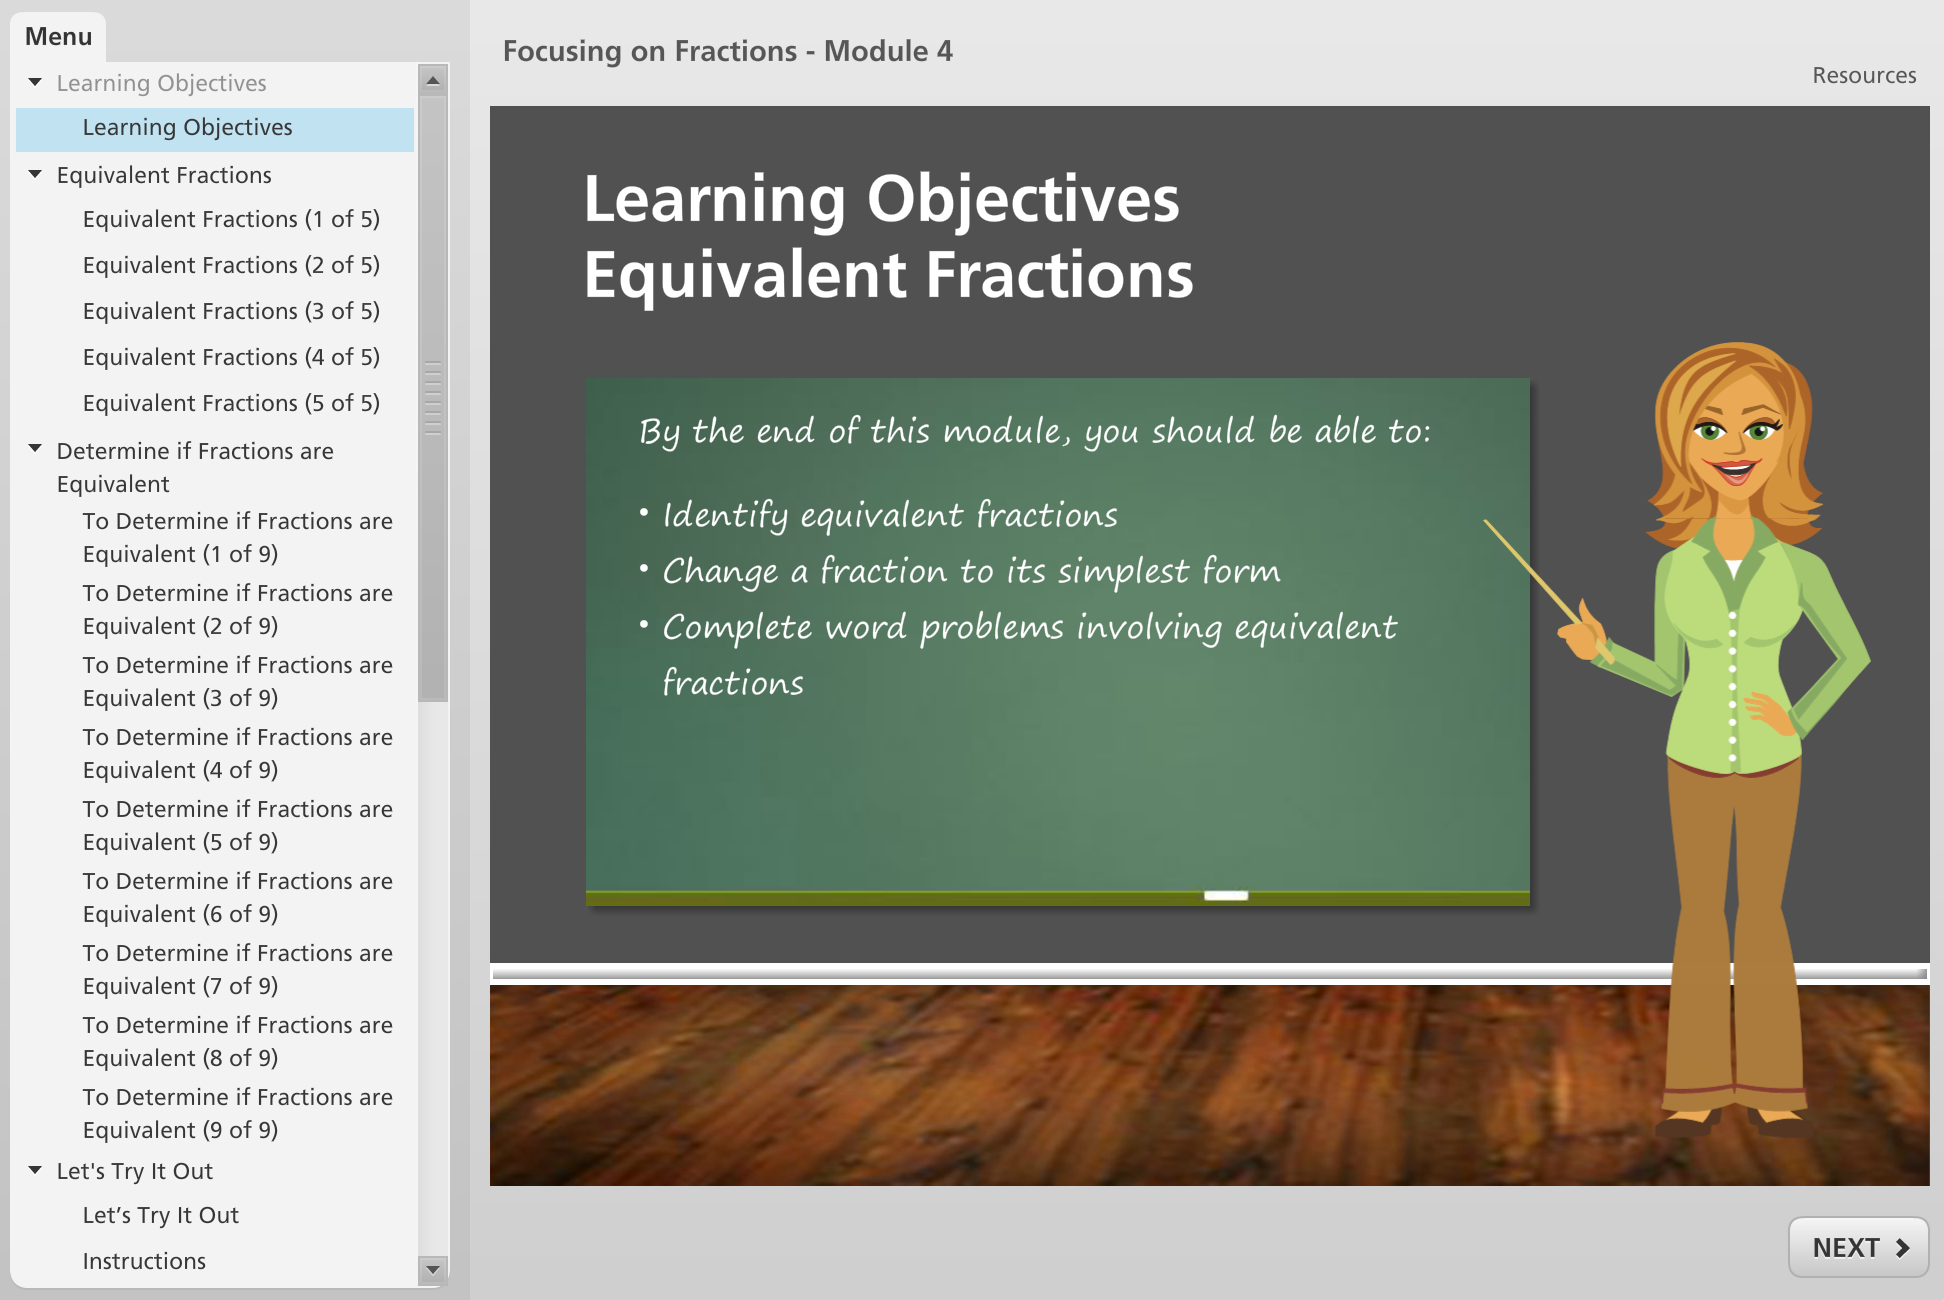 Menu
Learning Objectives
Learning Objectives
Equivalent Fractions
Equivalent Fractions (1 of 5)
Equivalent Fractions (2 of 5)
Equivalent Fractions (3 of 5)
Equivalent Fractions (4 of 5)
Equivalent Fractions (5 of 5)
Determine if Fractions are
Equivalent
To Determine if Fractions are
Equivalent (1 of 9)
To Determine if Fractions are
Equivalent (2 of 9)
To Determine if Fractions are
Equivalent (3 of 9)
To Determine if Fractions are
Equivalent (4 of 9)
To Determine if Fractions are
Equivalent (5 of 9)
To Determine if Fractions are
Equivalent (6 of 9)
To Determine if Fractions are
Equivalent (7 of 9)
To Determine if Fractions are
Equivalent (8 of 9)
To Determine if Fractions are
Equivalent (9 of 9)
Let's Try It Out
Let’s Try It Out
Instructions
Focusing on Fractions - Module 4
Resources
Learning Objectives
Equivalent Fractions
By the end of this module, you should be able to:
• Identify equivalent fractions
• Change a fraction to its simplest form
• Complete word problems involving equivalent
fractions
NEXT